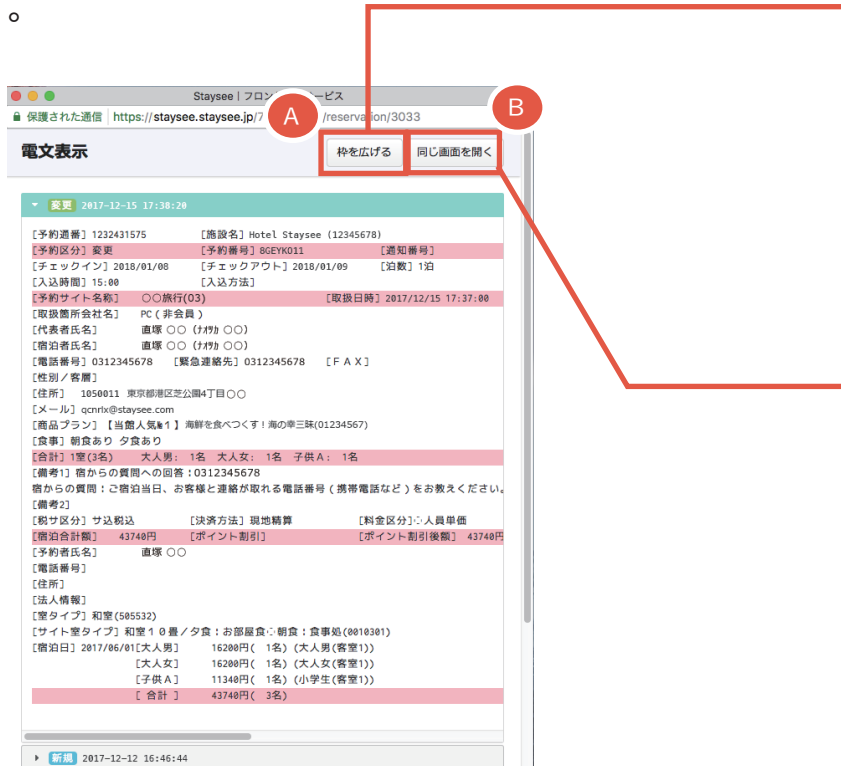 。
Staysee | フロン ービス
A
B
保護された通信 https://staysee.staysee.jp/7 /reservation/3033
電文表示 枠を広げる 同じ画面を開く
変更 2017-12-15 17:38:20
[予約通番] 1232431575 [施設名] Hotel Staysee (12345678)
[予約区分] 変更 [予約番号] 8GEYKO11 [通知番号]
[チェックイン] 2018/01/08 [チェックアウト] 2018/01/09 [泊数] 1泊
[入込時間] 15:00 [入込方法]
[予約サイト名称] 〇〇旅行(03) [取扱日時] 2017/12/15 17:37:00
[取扱箇所会社名] PC ( 非会員 )
[代表者氏名] 直塚 〇〇 (ﾅｵﾂｶ 〇〇)
[宿泊者氏名] 直塚 〇〇 (ﾅｵﾂｶ 〇〇)
[電話番号] 0312345678 [緊急連絡先] 0312345678 [ＦＡＸ]
[性別／客層]
[住所] 1050011 東京都港区芝公園4丁目〇〇
[メール] qcnrlx@staysee.com
[商品プラン] 【当館人気№１】海鮮を食べつくす！海の幸三昧(01234567)
[食事] 朝食あり 夕食あり
[合計] 1室(3名) 大人男: 1名 大人女: 1名 子供Ａ: 1名
[備考1] 宿からの質問への回答：0312345678
宿からの質問：ご宿泊当日、お客様と連絡が取れる電話番号（携帯電話など）をお教えください。
[備考2]
[税サ区分] サ込税込 [決済方法] 現地精算 [料金区分] 人員単価
[宿泊合計額] 43740円 [ポイント割引] [ポイント割引後額] 43740円
[予約者氏名] 直塚 〇〇
[電話番号]
[住所]
[法人情報]
[室タイプ] 和室(505532)
[サイト室タイプ] 和室１０畳／夕食：お部屋食 朝食：食事処(0010301)
[宿泊日] 2017/06/01[大人男] 16200円( 1名) (大人男(客室1))
[大人女] 16200円( 1名) (大人女(客室1))
[子供Ａ] 11340円( 1名) (小学生(客室1))
[ 合計 ] 43740円( 3名)
新規 2017-12-12 16:46:44